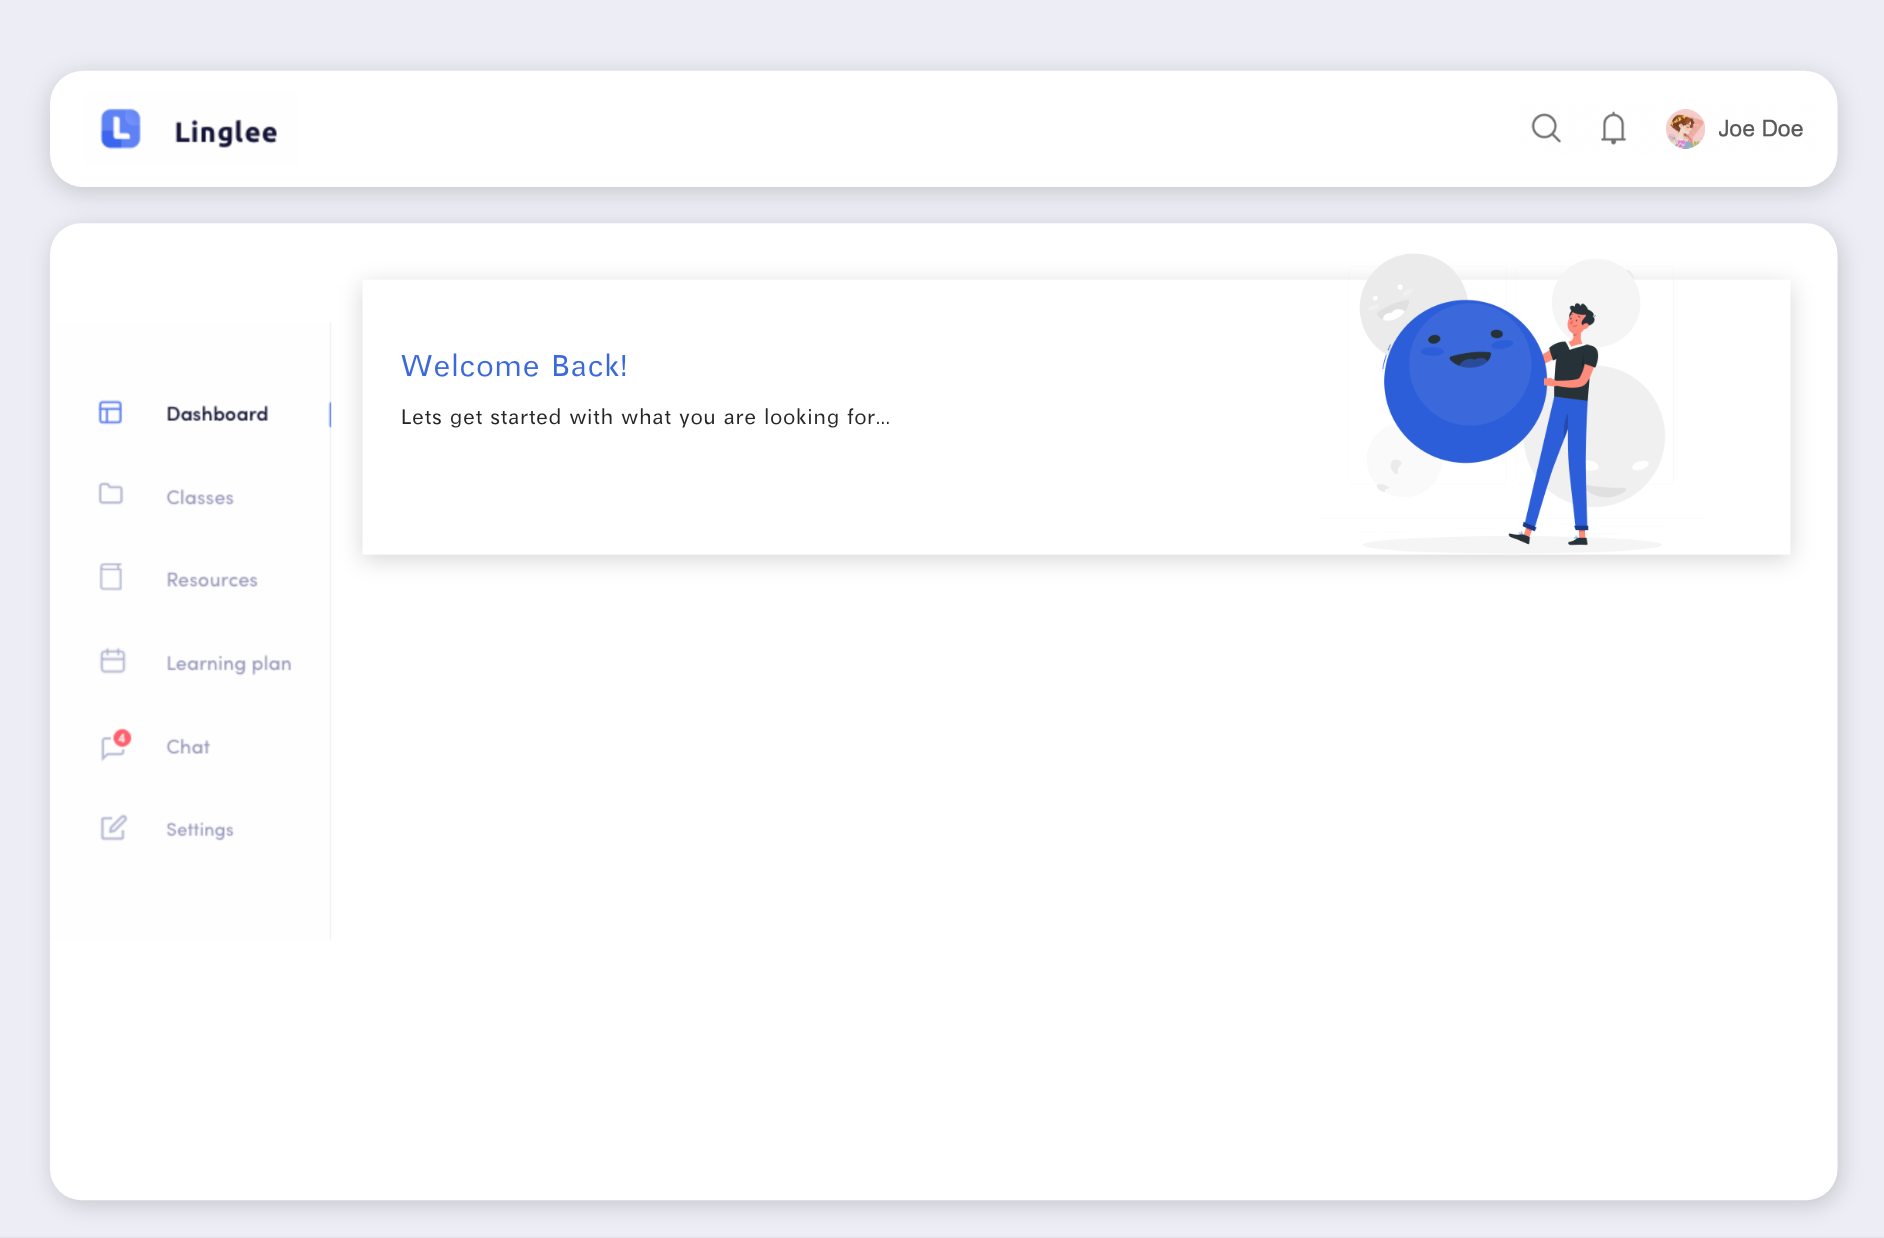 Linglee
Joe Doe
Welcome Back!
Lets get started with what you are looking for...
Dashboard
Classes
Resources
Learning plan
4
Chat
Settings